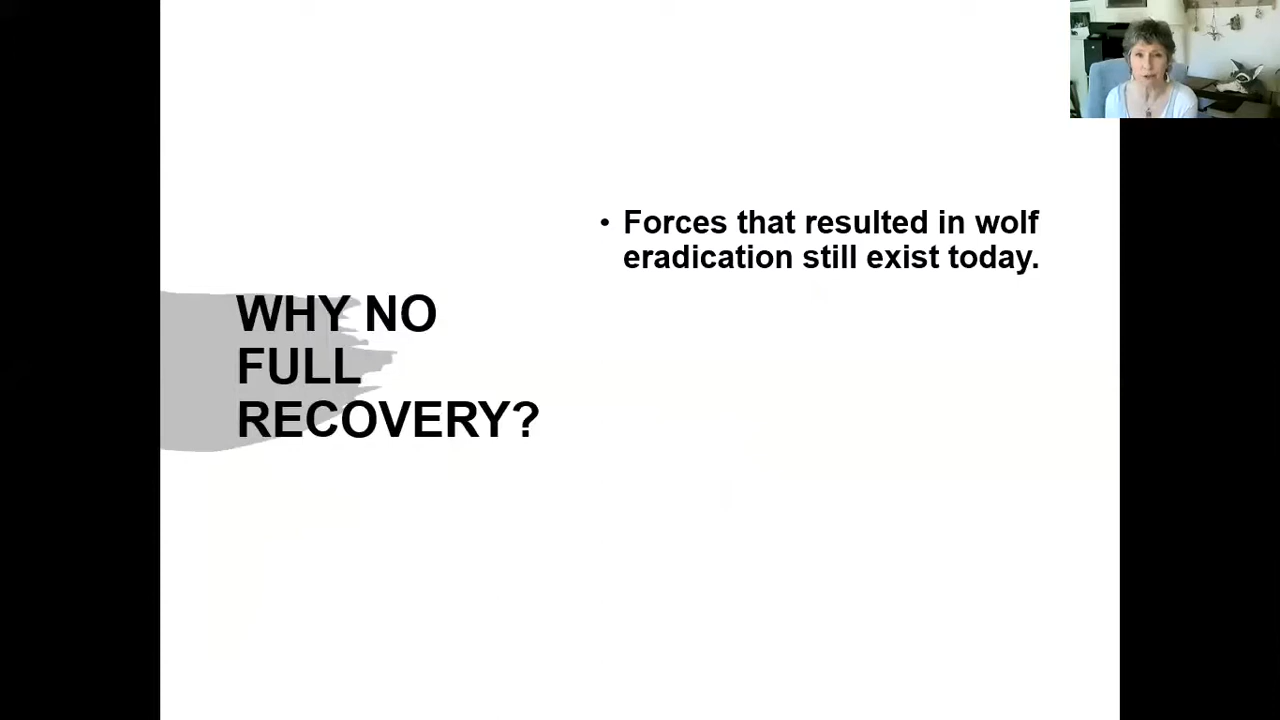 WHY NO
FULL
RECOVERY?
• Forces that resulted in wolf
eradication still exist today.